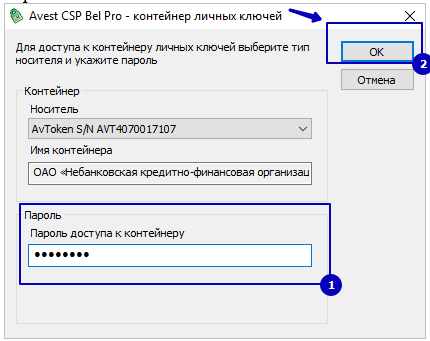 Avest CSP Bel Pro - контейнер личных ключей
Для доступа к контейнеру личных ключей выберите тип
носителя и укажите пароль
OK
2
Отмена
Контейнер
Носитель
AvToken S/N AVT4070017107
Имя контейнера
ОАО «Небанковская кредитно-финансовая организац
Пароль
Пароль доступа к контейнеру
••••••••
1